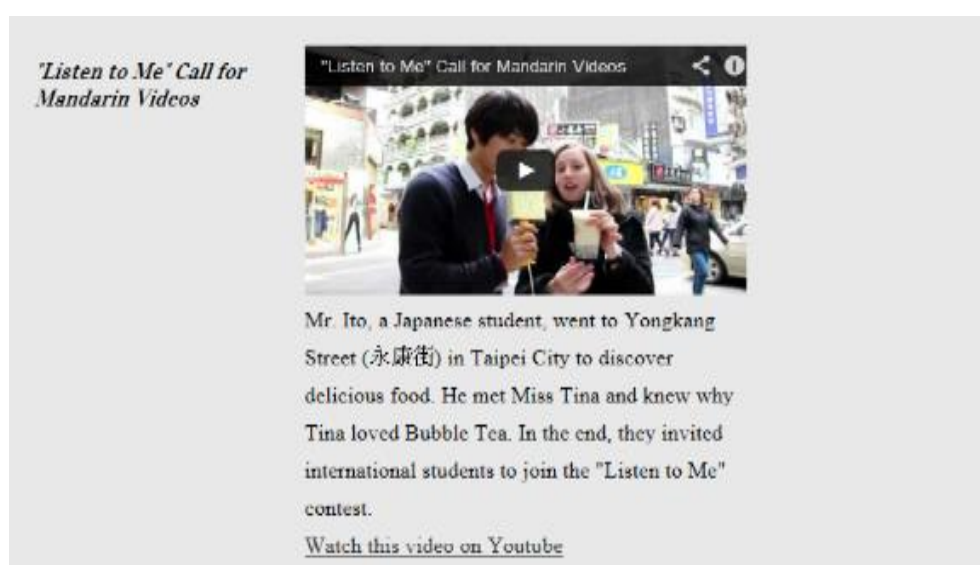 "Listen to Me" Call for
Mandarin Videos
"Listen to Me" Call for Mandarin Videos
Mr. Ito, a Japanese student, went to Yongkang
Street (永康街) in Taipei City to discover
delicious food. He met Miss Tina and knew why
Tina loved Bubble Tea. In the end, they invited
international students to join the "Listen to Me"
contest.
Watch this video on Youtube